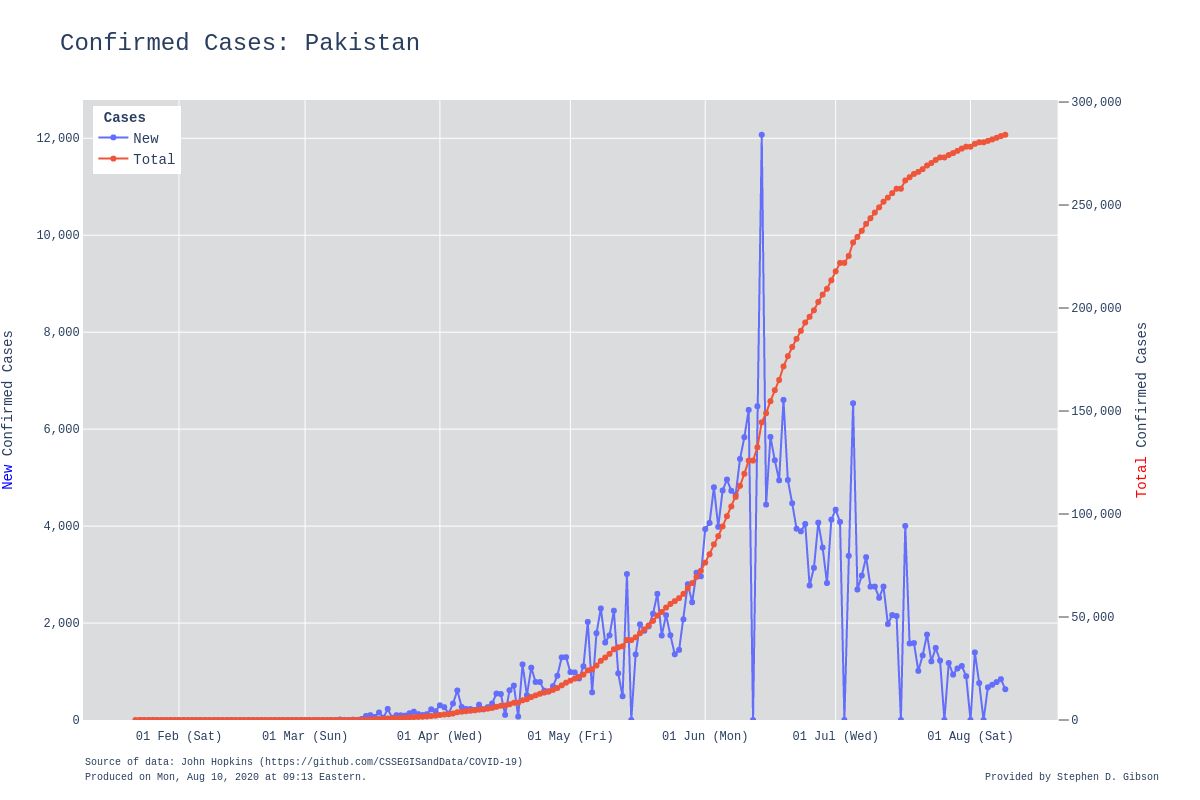 Confirmed Cases: Pakistan
Cases
New
Total
12,000
10,000
8,000
6,000
4,000
2,000
0
300,000
250,000
200,000
150,000
100,000
50,000
0
New Confirmed Cases
Total Confirmed Cases
01 Feb (Sat)
01 Mar (Sun)
01 Apr (Wed)
01 May (Fri)
01 Jun (Mon)
01 Jul (Wed)
01 Aug (Sat)
Source of data: John Hopkins (https://github.com/CSSEGISandData/COVID-19)
Produced on Mon, Aug 10, 2020 at 09:13 Eastern.
Provided by Stephen D. Gibson